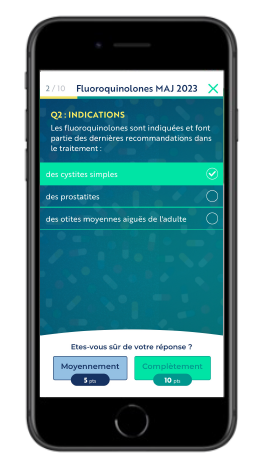 2 / 10 Fluoroquinolones MAJ 2023
Q2 : INDICATIONS
Les fluoroquinolones sont indiquées et font
partie des dernières recommandations dans
le traitement :
des cystites simples
des prostatites
des otites moyennes aiguës de l'adulte
Etes-vous sûr de votre réponse ?
Moyennement Complètement
5 pts 10 pts